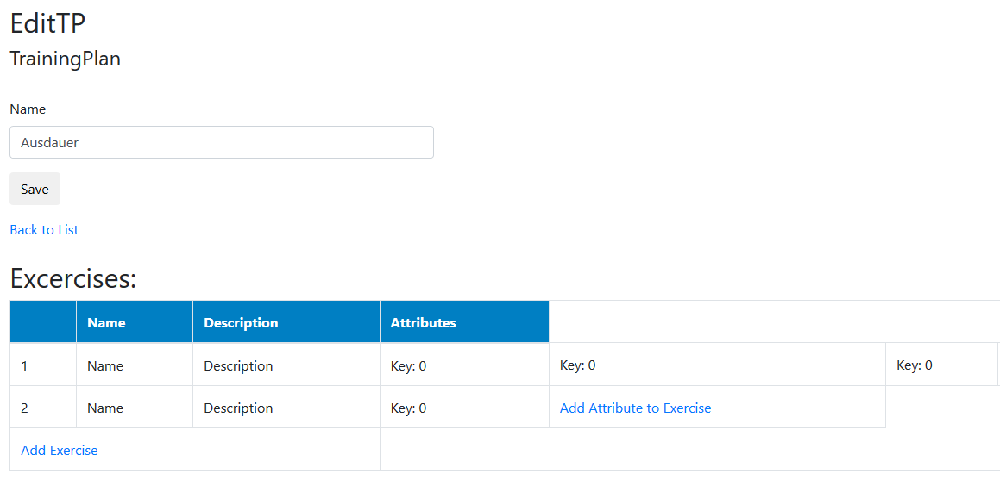 EditTP
TrainingPlan
Name
Ausdauer
Save
Back to List
Excercises:
Name Description Attributes
1 Name Description Key: 0 Key: 0 Key: 0
2 Name Description Key: 0 Add Attribute to Exercise
Add Exercise